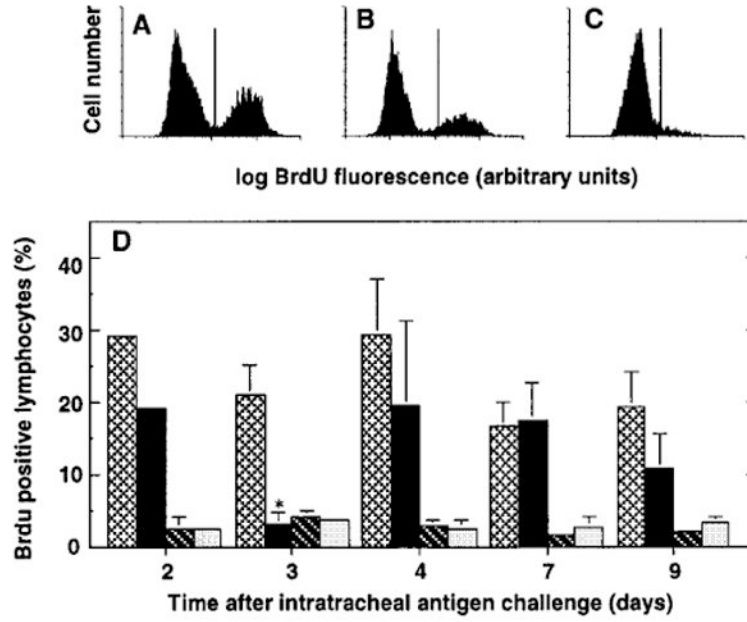 A
B
C
Cell number
log BrdU fluorescence (arbitrary units)
D
Brdu positive lymphocytes (%)
40
30
20
10
0
*
2 3 4 7 9
Time after intratracheal antigen challenge (days)